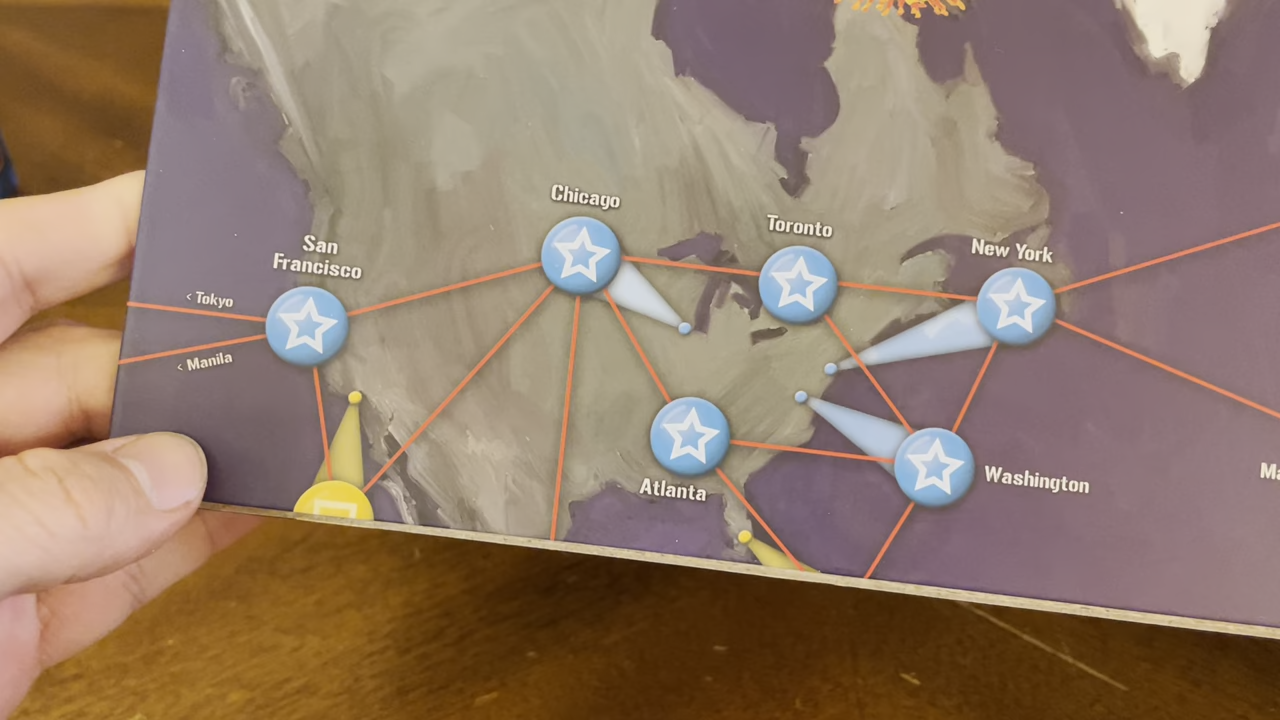 Chicago
Toronto
San
Francisco
New York
< Tokyo
< Manila
Atlanta
Washington